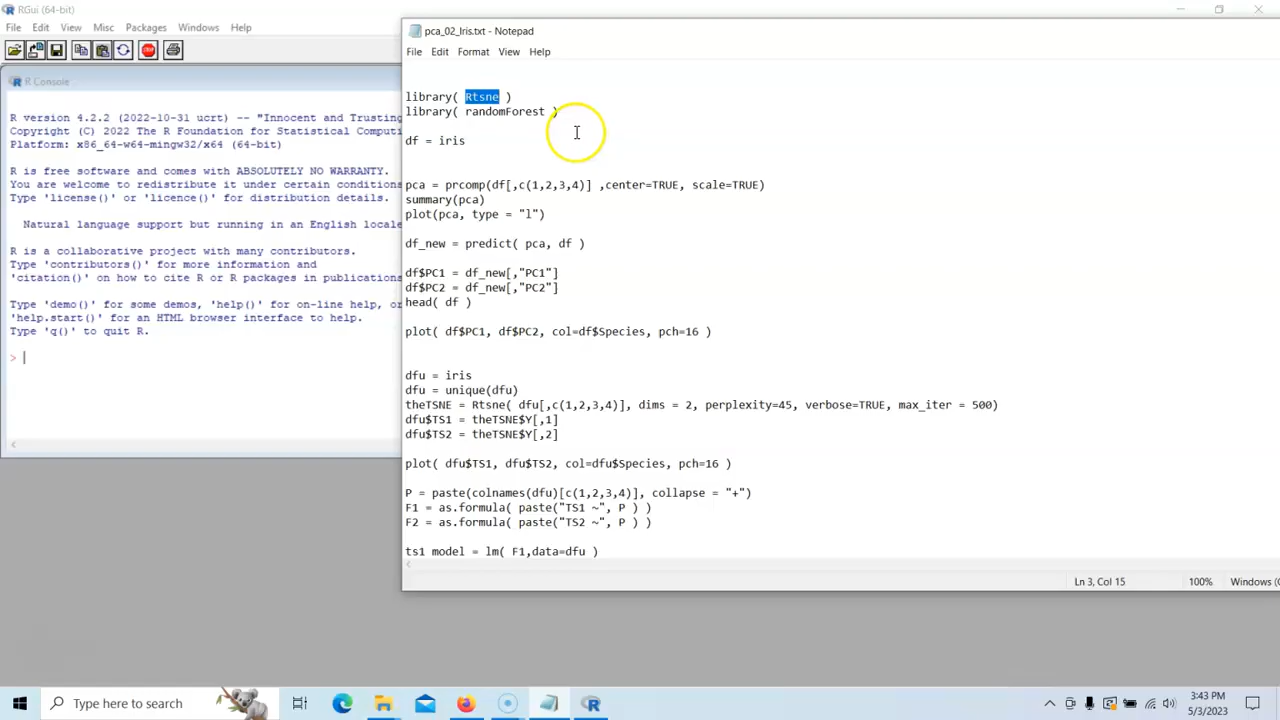 RGui (64-bit)
File Edit View Misc Packages Windows Help
R Console
R version 4.2.2 (2022-10-31 ucrt) -- "Innocent and Trusting
Copyright (C) 2022 The R Foundation for Statistical Computi
Platform: x86_64-w64-mingw32/x64 (64-bit)
R is free software and comes with ABSOLUTELY NO WARRANTY.
You are welcome to redistribute it under certain conditions
Type 'license()' or 'licence()' for distribution details.
Natural language support but running in an English locale
R is a collaborative project with many contributors.
Type 'contributors()' for more information and
'citation()' on how to cite R or R packages in publications
Type 'demo()' for some demos, 'help()' for on-line help, or
'help.start()' for an HTML browser interface to help.
Type 'q()' to quit R.
>
pca_02_Iris.txt - Notepad
File Edit Format View Help
library( Rtsne )
library( randomForest )
df = iris
pca = prcomp(df[,c(1,2,3,4)] ,center=TRUE, scale=TRUE)
summary(pca)
plot(pca, type = "l")
df_new = predict( pca, df )
df$PC1 = df_new[,"PC1"]
df$PC2 = df_new[,"PC2"]
head( df )
plot( df$PC1, df$PC2, col=df$Species, pch=16 )
dfu = iris
dfu = unique(dfu)
theTSNE = Rtsne( dfu[,c(1,2,3,4)], dims = 2, perplexity=45, verbose=TRUE, max_iter = 500)
dfu$TS1 = theTSNE$Y[,1]
dfu$TS2 = theTSNE$Y[,2]
plot( dfu$TS1, dfu$TS2, col=dfu$Species, pch=16 )
P = paste(colnames(dfu)[c(1,2,3,4)], collapse = "+")
F1 = as.formula( paste("TS1 ~", P ) )
F2 = as.formula( paste("TS2 ~", P ) )
ts1 model = lm( F1,data=dfu )
Ln 3, Col 15 100% Windows (C
Type here to search
3:43 PM
5/3/2023